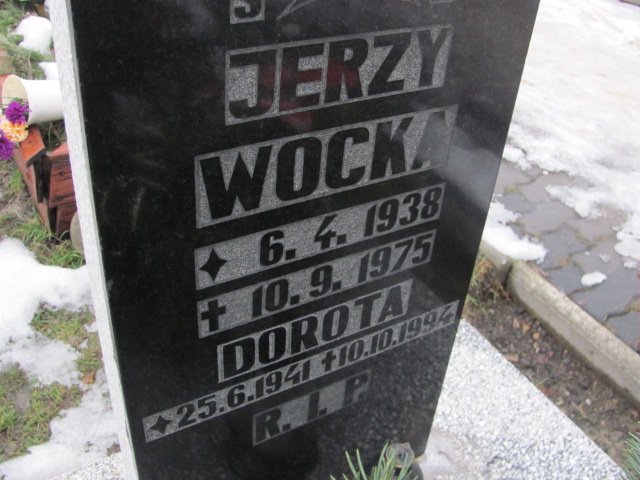 JERZY
WOCKA
✦ 6. 4. 1938
✝ 10. 9. 1975
DOROTA
✦ 25.6.1941 ✝ 10.10.1994
R. I. P.